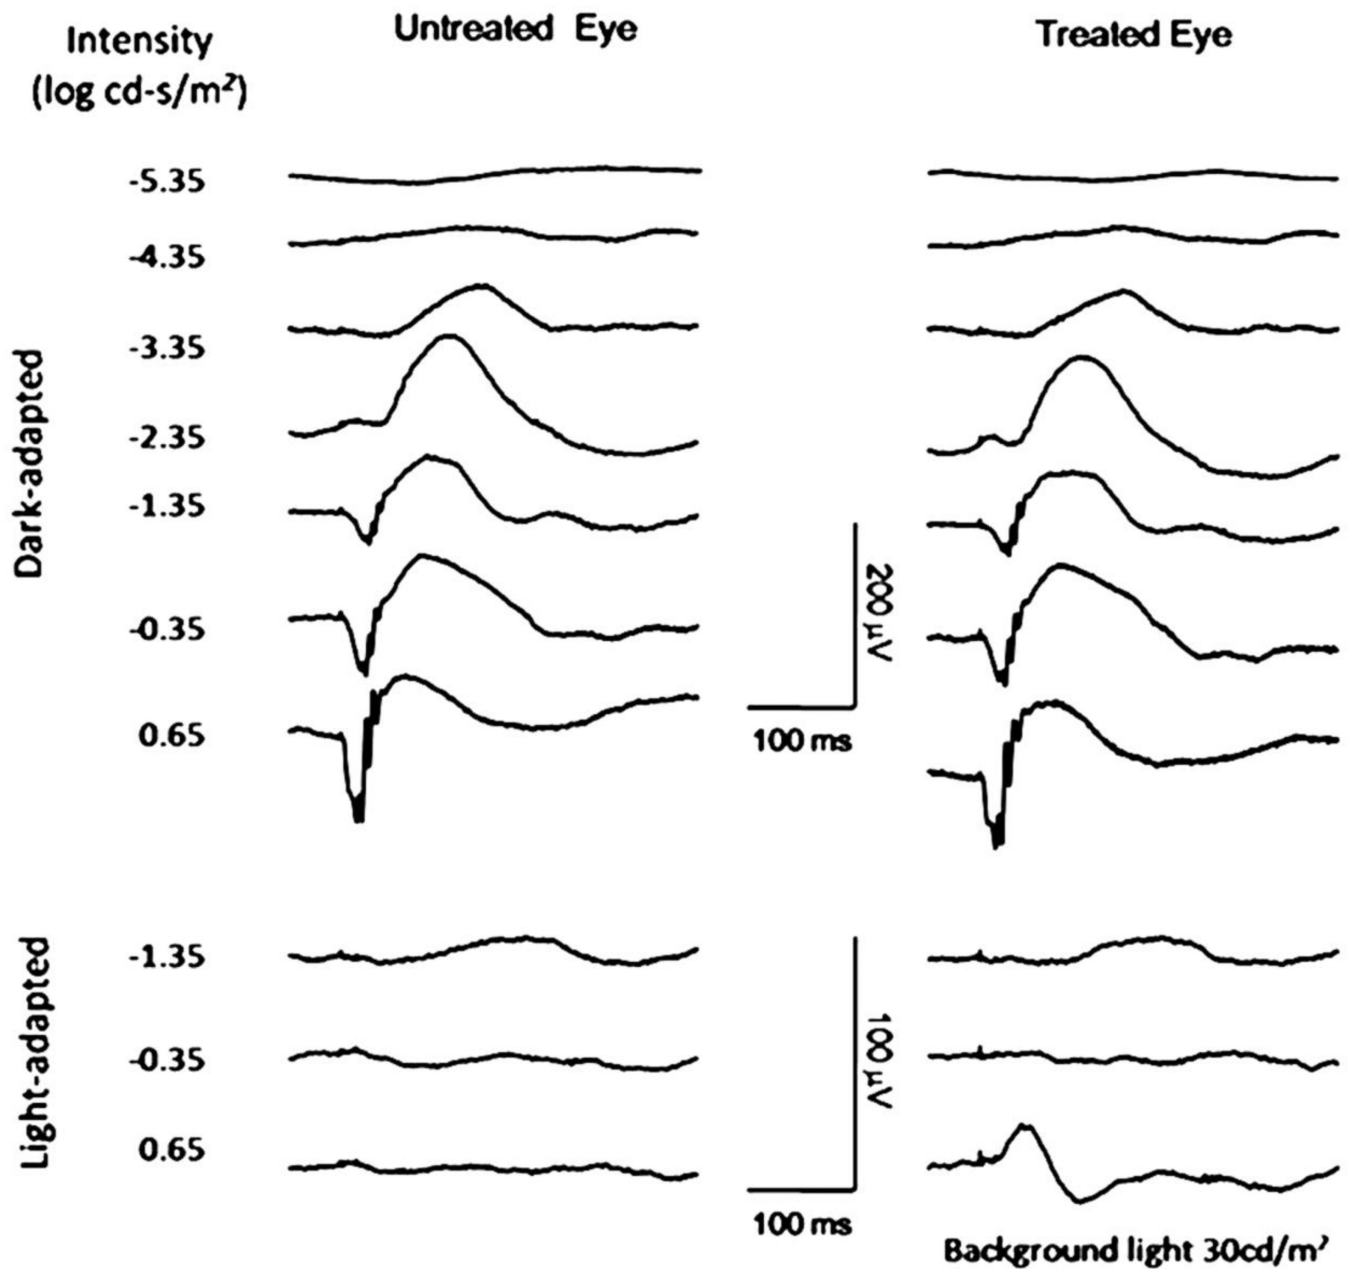 Intensity
(log cd-s/m²)
Untreated Eye
Treated Eye
Dark-adapted
-5.35
-4.35
-3.35
-2.35
-1.35
-0.35
0.65
200 µV
100 ms
Light-adapted
-1.35
-0.35
0.65
100 µV
100 ms
Background light 30cd/m²